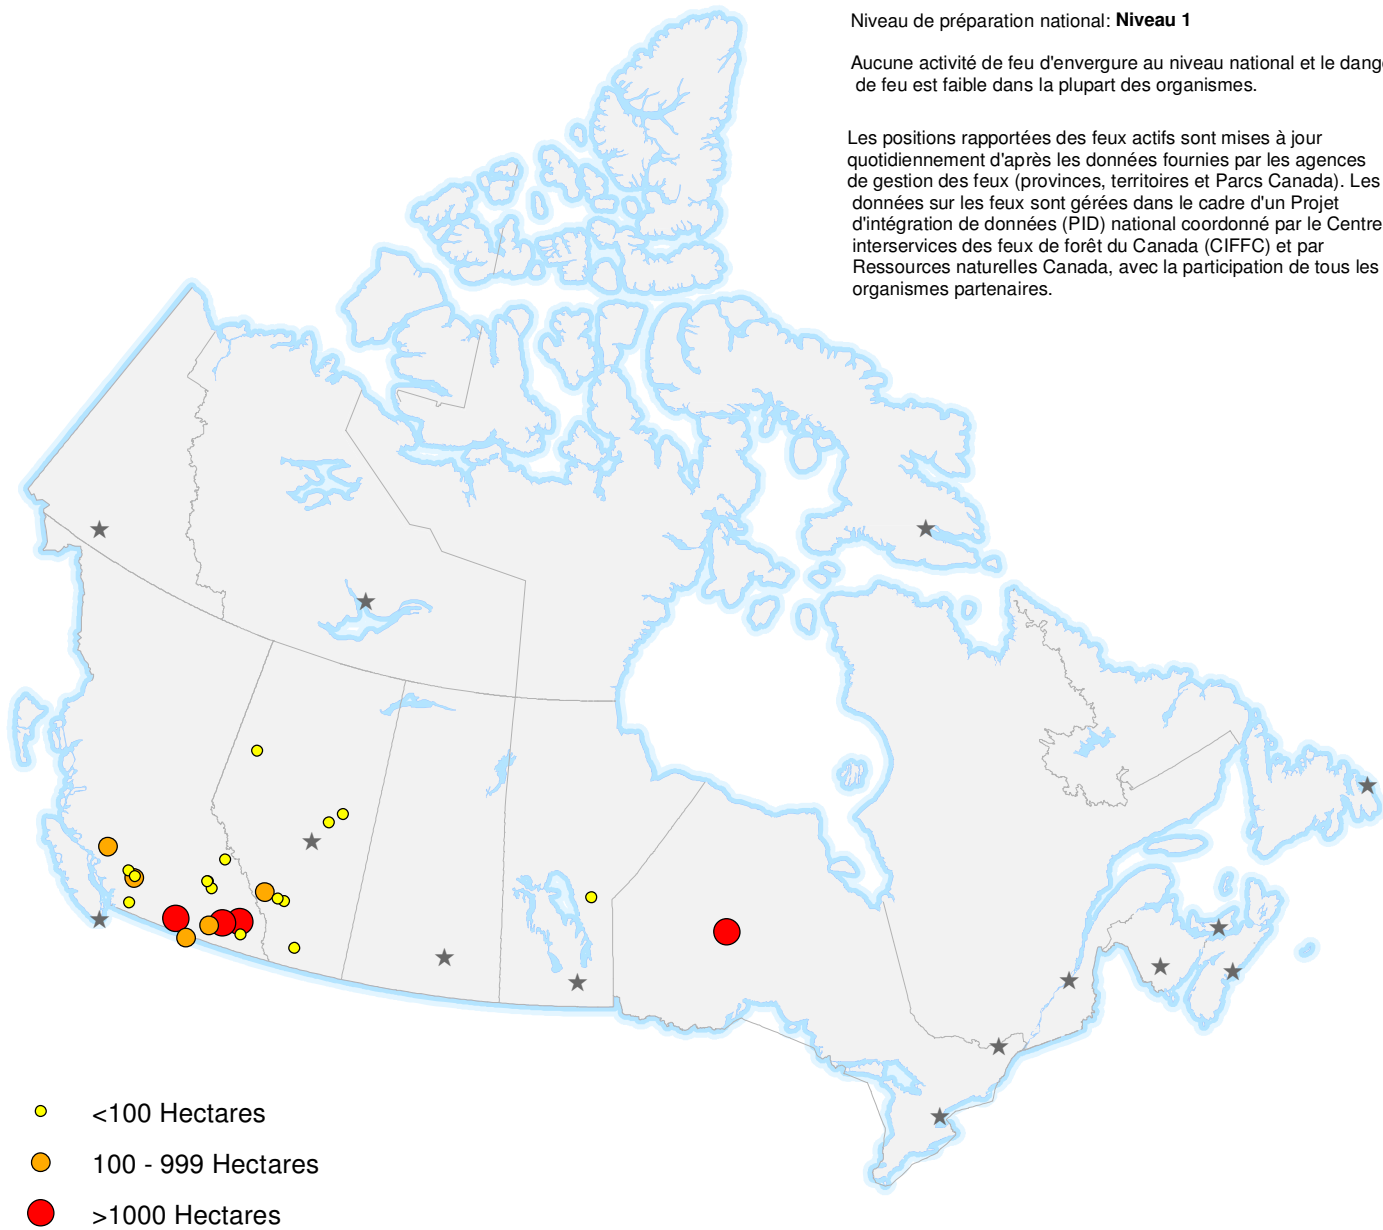 Niveau de préparation national: Niveau 1
Aucune activité de feu d'envergure au niveau national et le dang
de feu est faible dans la plupart des organismes.
Les positions rapportée des feux actifs sont mises à jour
quotidiennement d'après les données fournies par les agences
de gestion des feux (provinces, territoires et Parcs Canada). Les
données sur les feux sont gérées dans le cadre d'un Projet
d'intégration de données (PID) national coordonné par le Centre
interservices des feux de forêt du Canada (CIFFC) et par
Ressources naturelles Canada, avec la participation de tous les
organismes partenaires.
<100 Hectares
100 - 999 Hectares
>1000 Hectares